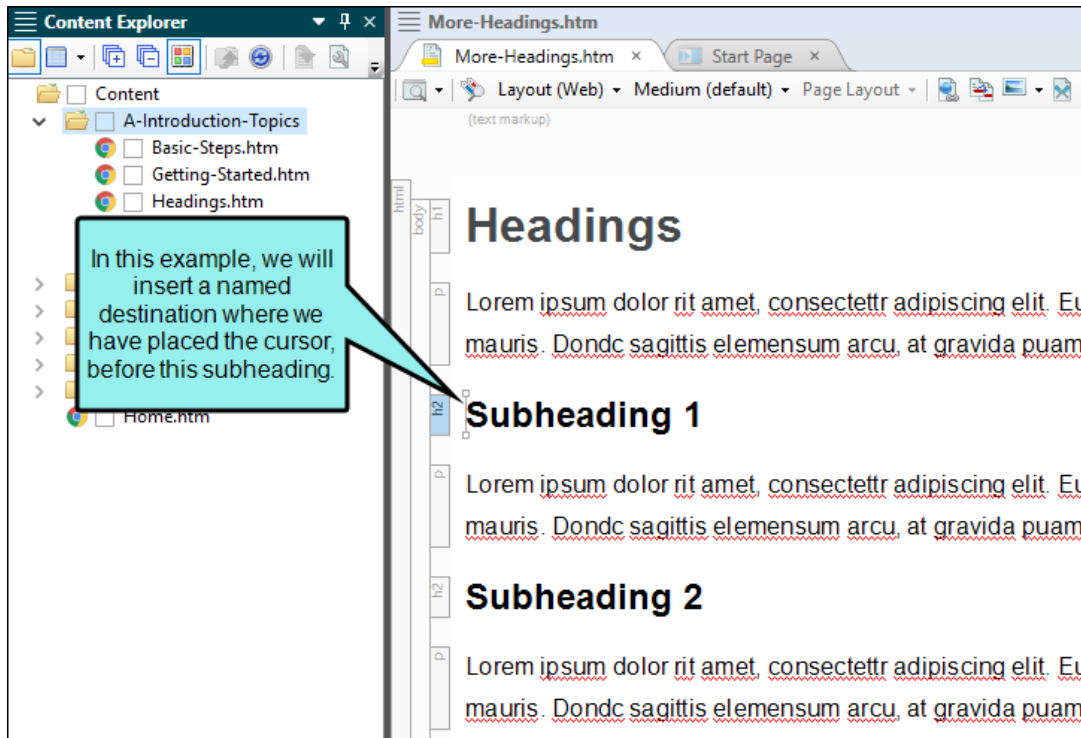 Content Explorer
Content
A-Introduction-Topics
Basic-Steps.htm
Getting-Started.htm
Headings.htm
In this example, we will
insert a named
destination where we
have placed the cursor,
before this subheading.
Home.htm
More-Headings.htm
More-Headings.htm × Start Page ×
Layout (Web) Medium (default) Page Layout
(text markup)
html
body
h1
Headings
p
Lorem ipsum dolor rit amet, consectettr adipiscing elit. Eu
mauris. Dondc sagittis elemensum arcu, at gravida puam
h2
Subheading 1
p
Lorem ipsum dolor rit amet, consectettr adipiscing elit. Eu
mauris. Dondc sagittis elemensum arcu, at gravida puam
h2
Subheading 2
p
Lorem ipsum dolor rit amet, consectettr adipiscing elit. Eu
mauris. Dondc sagittis elemensum arcu, at gravida puam